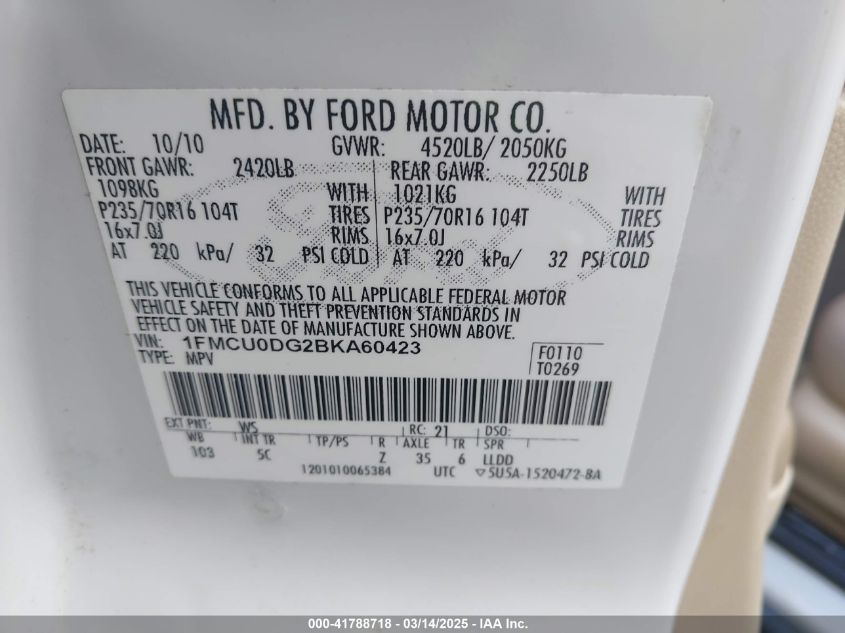 MFD. BY FORD MOTOR CO.
DATE: 10/10 GVWR: 4520LB/ 2050KG
FRONT GAWR: 2420LB REAR GAWR: 2250LB
1098KG WITH 1021KG WITH
P235/70R16 104T TIRES P235/70R16 104T TIRES
16x7.0J RIMS 16x7.0J RIMS
AT 220 kPa/ 32 PSI COLD AT 220 kPa/ 32 PSI COLD
THIS VEHICLE CONFORMS TO ALL APPLICABLE FEDERAL MOTOR
VEHICLE SAFETY AND THEFT PREVENTION STANDARDS IN
EFFECT ON THE DATE OF MANUFACTURE SHOWN ABOVE.
VIN: 1FMCU0DG2BKA60423 F0110
TYPE: MPV T0269
EXT PNT: WS RC: 21 DSO:
WB INT TR TP/PS R AXLE TR SPR
103 5C Z 35 6 LLDD
1201010065384 UTC ▽5U5A-1520472-BA
000-41788718 - 03/14/2025 - IAA Inc.